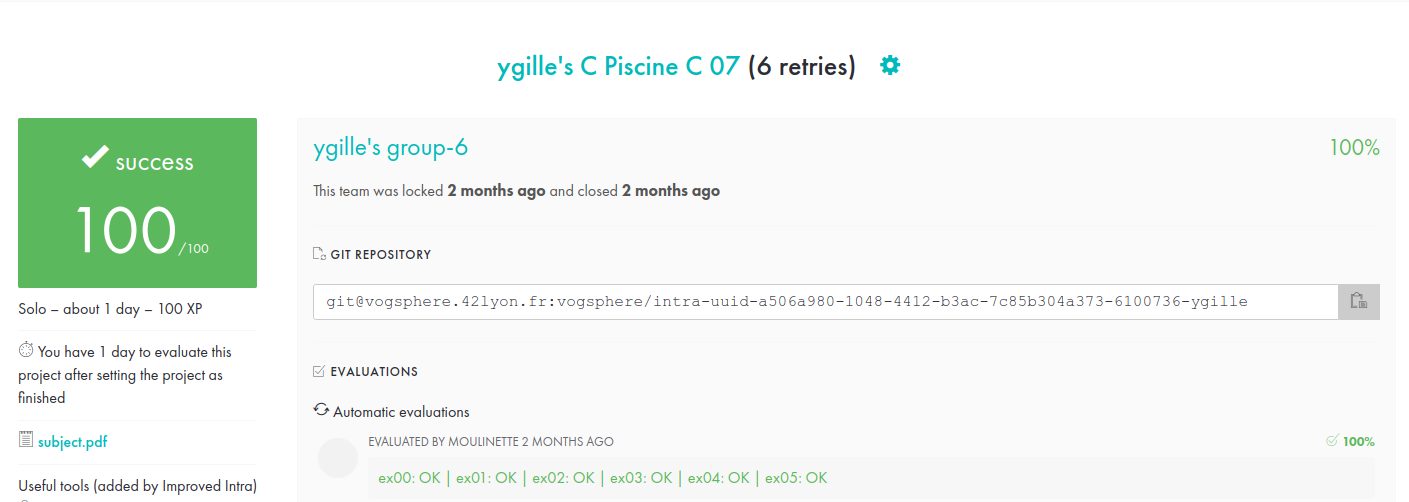 ygille's C Piscine C 07 (6 retries)
success
100/100
Solo – about 1 day – 100 XP
You have 1 day to evaluate this
project after setting the project as
finished
subject.pdf
Useful tools (added by Improved Intra)
ygille's group-6
100%
This team was locked 2 months ago and closed 2 months ago
GIT REPOSITORY
git@vogsphere.42lyon.fr:vogsphere/intra-uuid-a506a980-1048-4412-b3ac-7c85b304a373-6100736-ygille
EVALUATIONS
Automatic evaluations
EVALUATED BY MOULINETTE 2 MONTHS AGO
100%
ex00: OK | ex01: OK | ex02: OK | ex03: OK | ex04: OK | ex05: OK